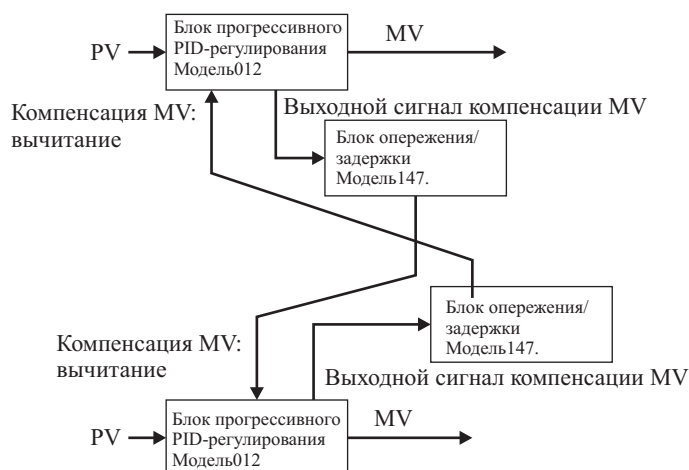 Блок прогрессивного
PID-регулирования
Модель012
PV
MV
Компенсация MV:
вычитание
Выходной сигнал компенсации MV
Блок опережения/
задержки
Модель147.
Блок опережения/
задержки
Модель147.
Компенсация MV:
вычитание
Выходной сигнал компенсации MV
Блок прогрессивного
PID-регулирования
Модель012
PV
MV